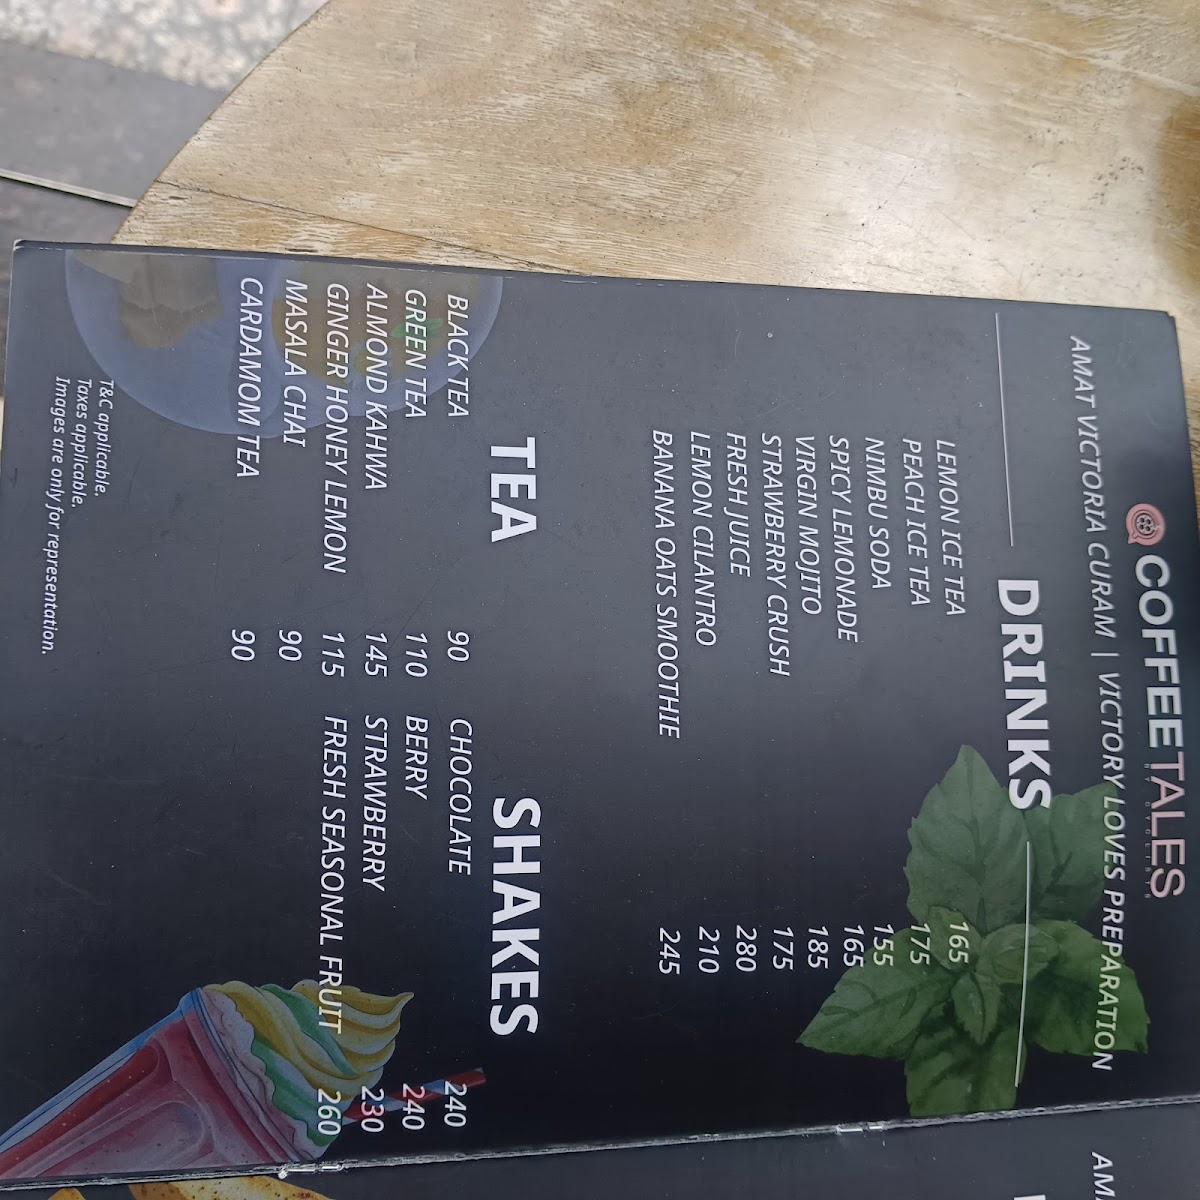 COFFEE TALES
BY CYCLISTS
AMAT VICTORIA CURAM | VICTORY LOVES PREPARATION
DRINKS
LEMON ICE TEA 165
PEACH ICE TEA 175
NIMBU SODA 155
SPICY LEMONADE 165
VIRGIN MOJITO 185
STRAWBERRY CRUSH 175
FRESH JUICE 280
LEMON CILANTRO 210
BANANA OATS SMOOTHIE 245
TEA
BLACK TEA 90
GREEN TEA 110
ALMOND KAHWA 145
GINGER HONEY LEMON 115
MASALA CHAI 90
CARDAMOM TEA 90
SHAKES
CHOCOLATE 240
BERRY 240
STRAWBERRY 230
FRESH SEASONAL FRUIT 260
T&C applicable.
Taxes applicable.
Images are only for representation.